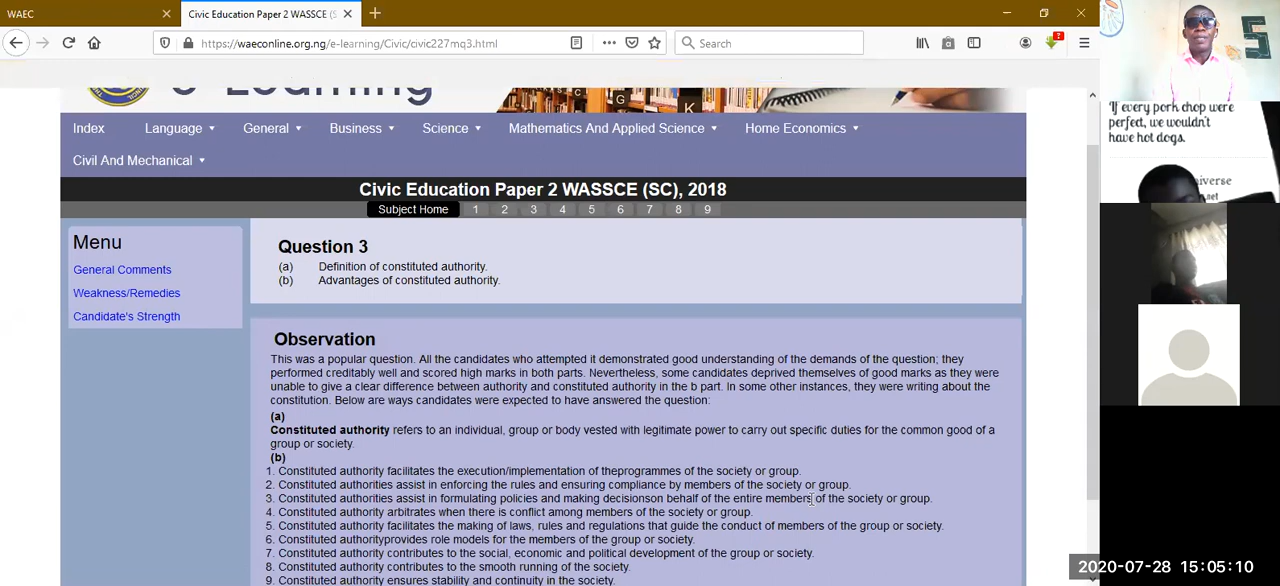 WAEC
Civic Education Paper 2 WASSCE (S
https://waeconline.org.ng/e-learning/Civic/civic227mq3.html
Search
e-Learning
C G K
Index Language General Business Science Mathematics And Applied Science Home Economics
Civil And Mechanical
Civic Education Paper 2 WASSCE (SC), 2018
Subject Home 1 2 3 4 5 6 7 8 9
Menu
General Comments
Weakness/Remedies
Candidate's Strength
Question 3
(a) Definition of constituted authority.
(b) Advantages of constituted authority.
Observation
This was a popular question. All the candidates who attempted it demonstrated good understanding of the demands of the question; they
performed creditably well and scored high marks in both parts. Nevertheless, some candidates deprived themselves of good marks as they were
unable to give a clear difference between authority and constituted authority in the b part. In some other instances, they were writing about the
constitution. Below are ways candidates were expected to have answered the question:
(a)
Constituted authority refers to an individual, group or body vested with legitimate power to carry out specific duties for the common good of a
group or society.
(b)
1. Constituted authority facilitates the execution/implementation of theprogrammes of the society or group.
2. Constituted authorities assist in enforcing the rules and ensuring compliance by members of the society or group.
3. Constituted authorities assist in formulating policies and making decisionson behalf of the entire members of the society or group.
4. Constituted authority arbitrates when there is conflict among members of the society or group.
5. Constituted authority facilitates the making of laws, rules and regulations that guide the conduct of members of the group or society.
6. Constituted authorityprovides role models for the members of the group or society.
7. Constituted authority contributes to the social, economic and political development of the group or society.
8. Constituted authority contributes to the smooth running of the society.
9. Constituted authority ensures stability and continuity in the society.
5
If every pork chop were
perfect, we wouldn't
have hot dogs.
niverse
.net
2020-07-28 15:05:10